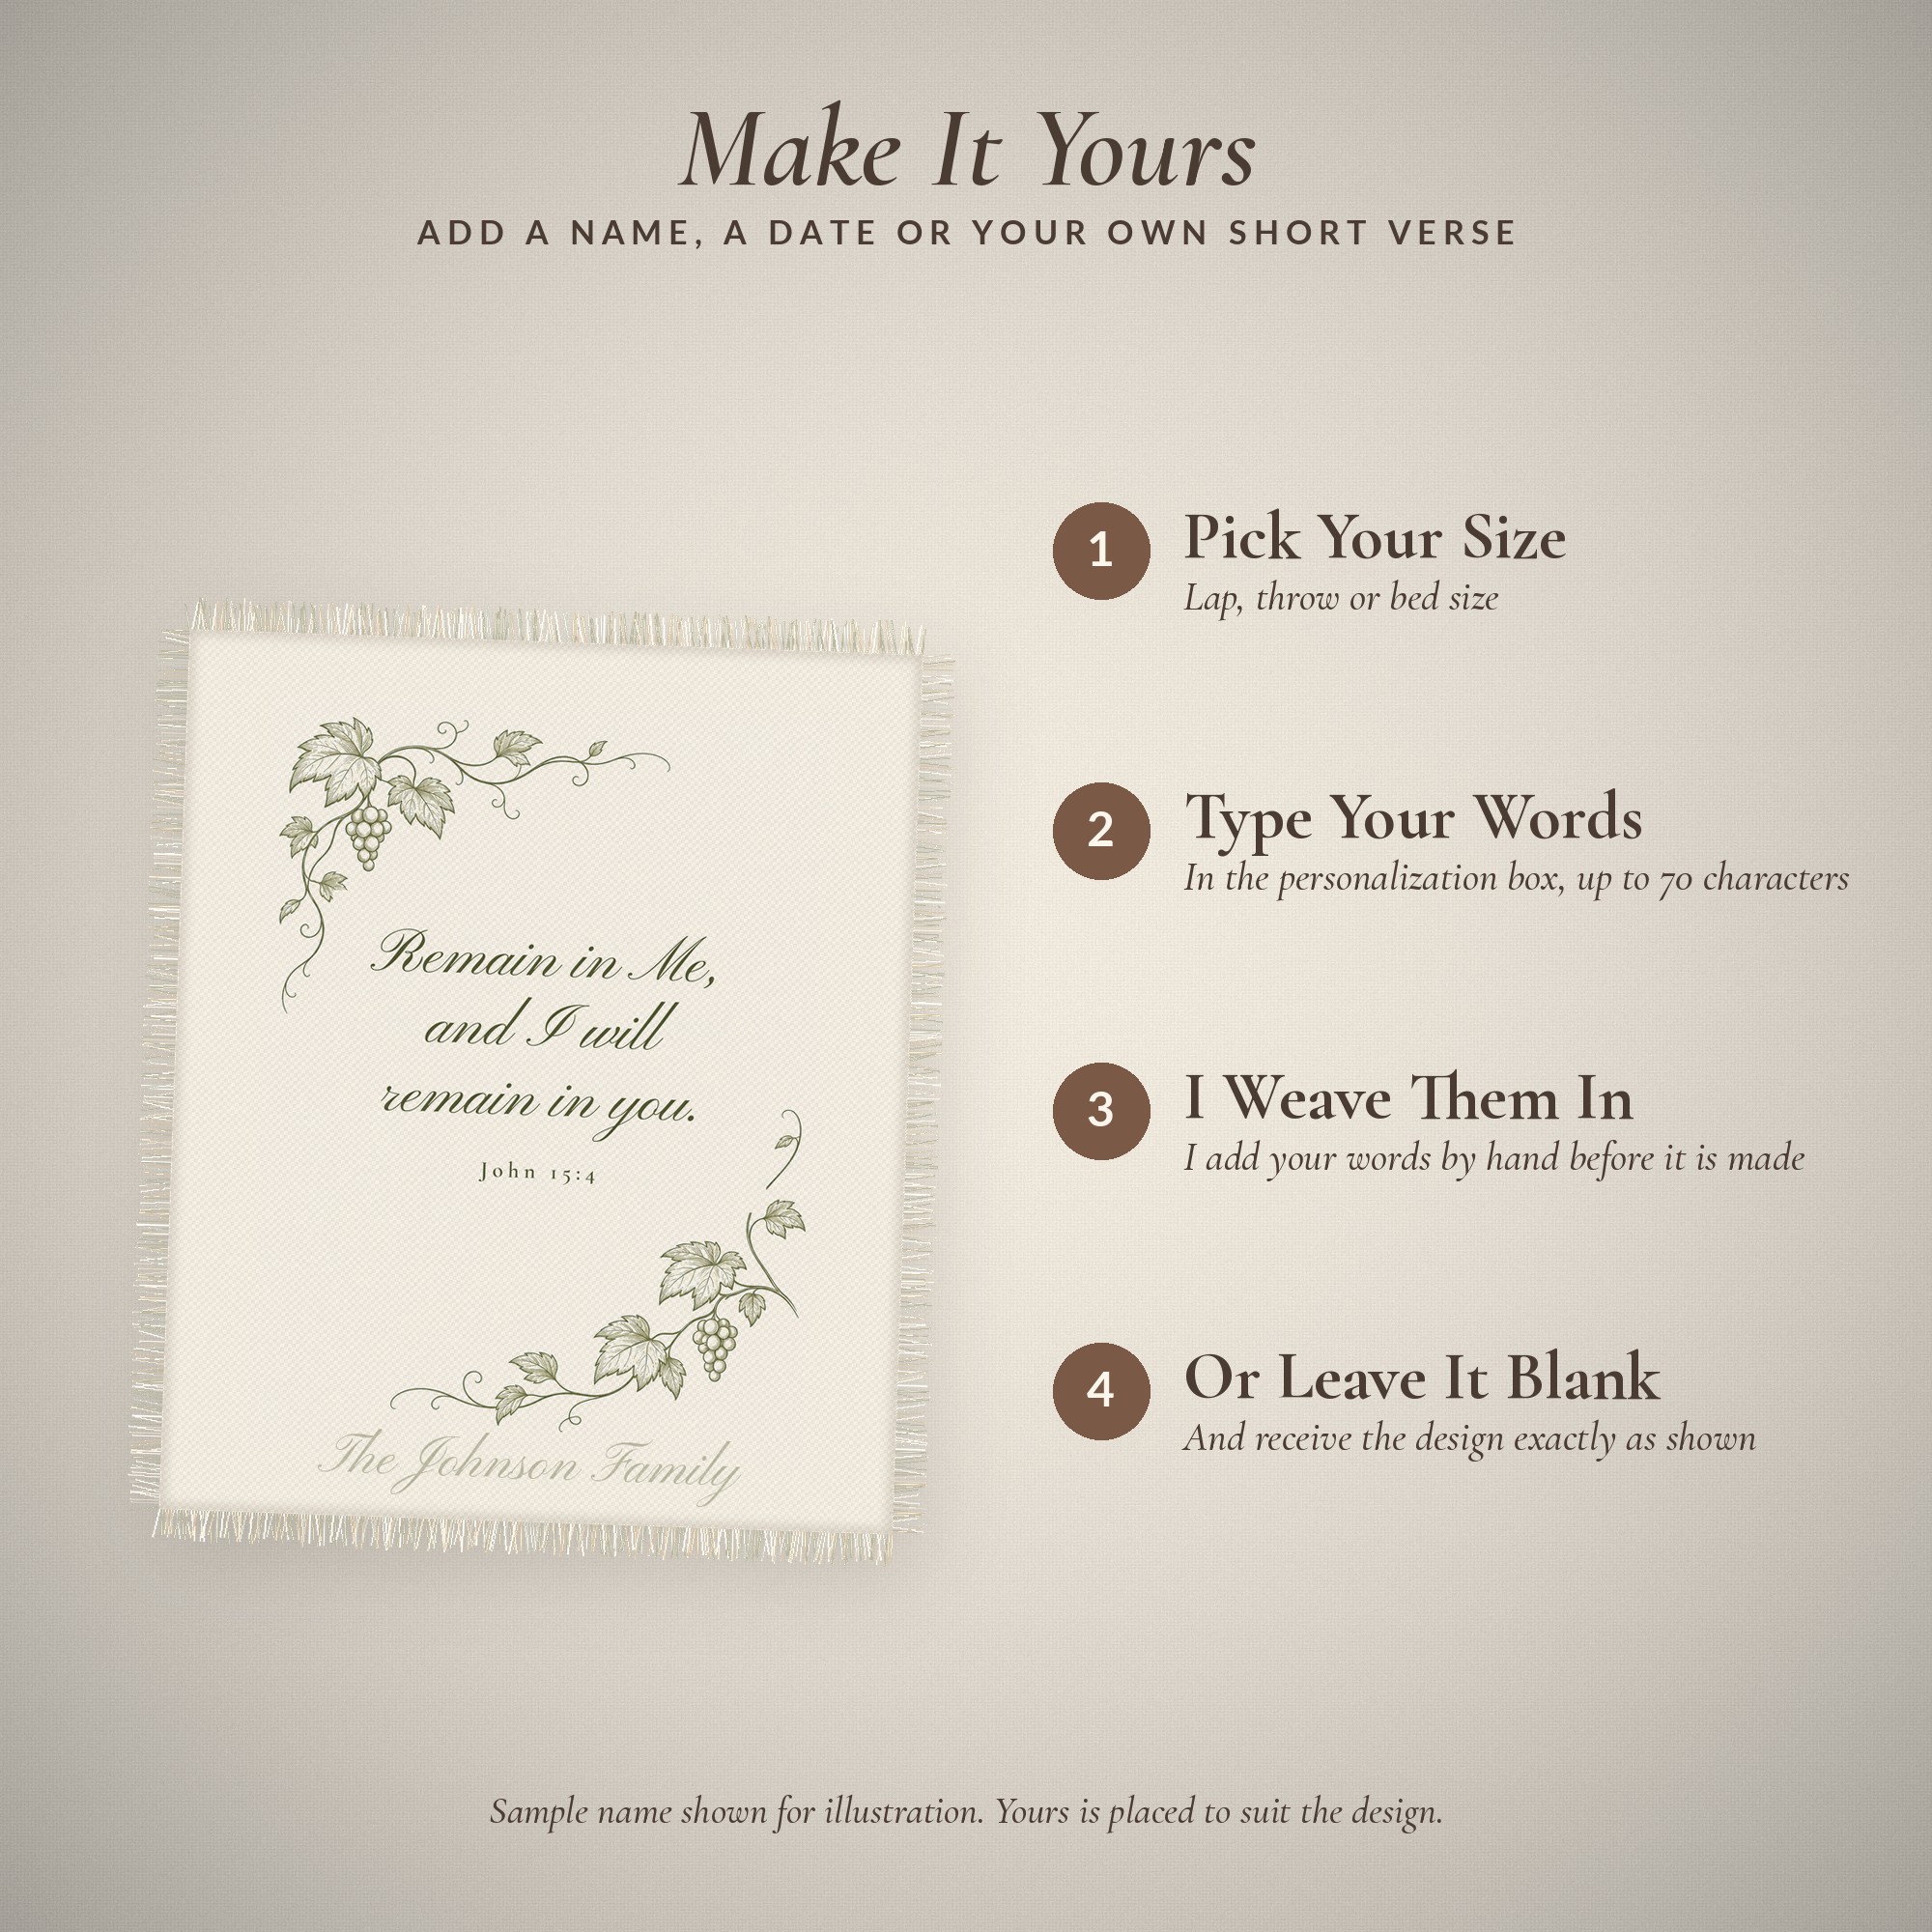 Make It Yours
ADD A NAME, A DATE OR YOUR OWN SHORT VERSE
Remain in Me,
and I will
remain in you.
John 15:4
The Johnson Family
1
Pick Your Size
Lap, throw or bed size
2
Type Your Words
In the personalization box, up to 70 characters
3
I Weave Them In
I add your words by hand before it is made
4
Or Leave It Blank
And receive the design exactly as shown
Sample name shown for illustration. Yours is placed to suit the design.